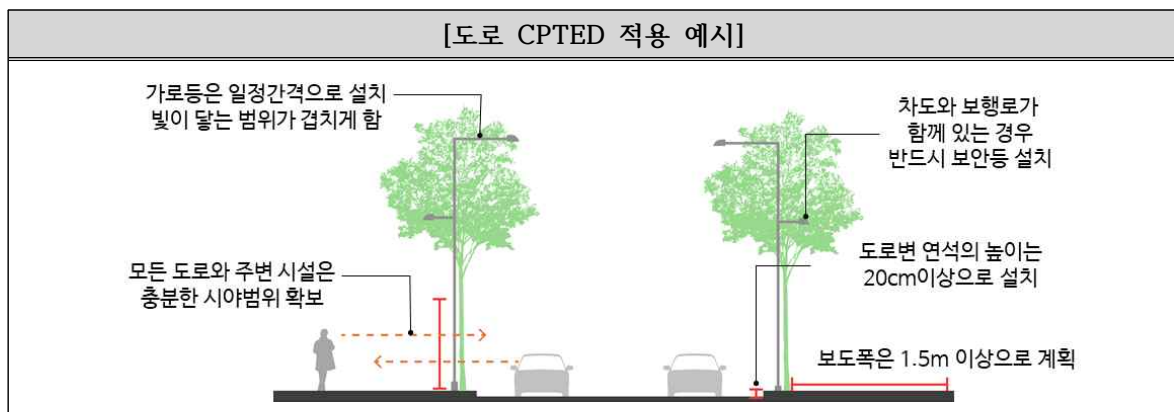 [도로 CPTED 적용 예시]
가로등은 일정간격으로 설치
빛이 닿는 범위가 겹치게 함
차도와 보행로가
함께 있는 경우
반드시 보안등 설치
모든 도로와 주변 시설은
충분한 시야범위 확보
도로변 연석의 높이는
20cm이상으로 설치
보도폭은 1.5m 이상으로 계획